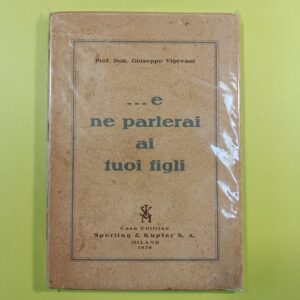 Prof. Dott. Giuseppe Vigevani
...e
ne parlerai
ai
tuoi figli
Casa Editrice
Sperling & Kupfer S. A.
MILANO